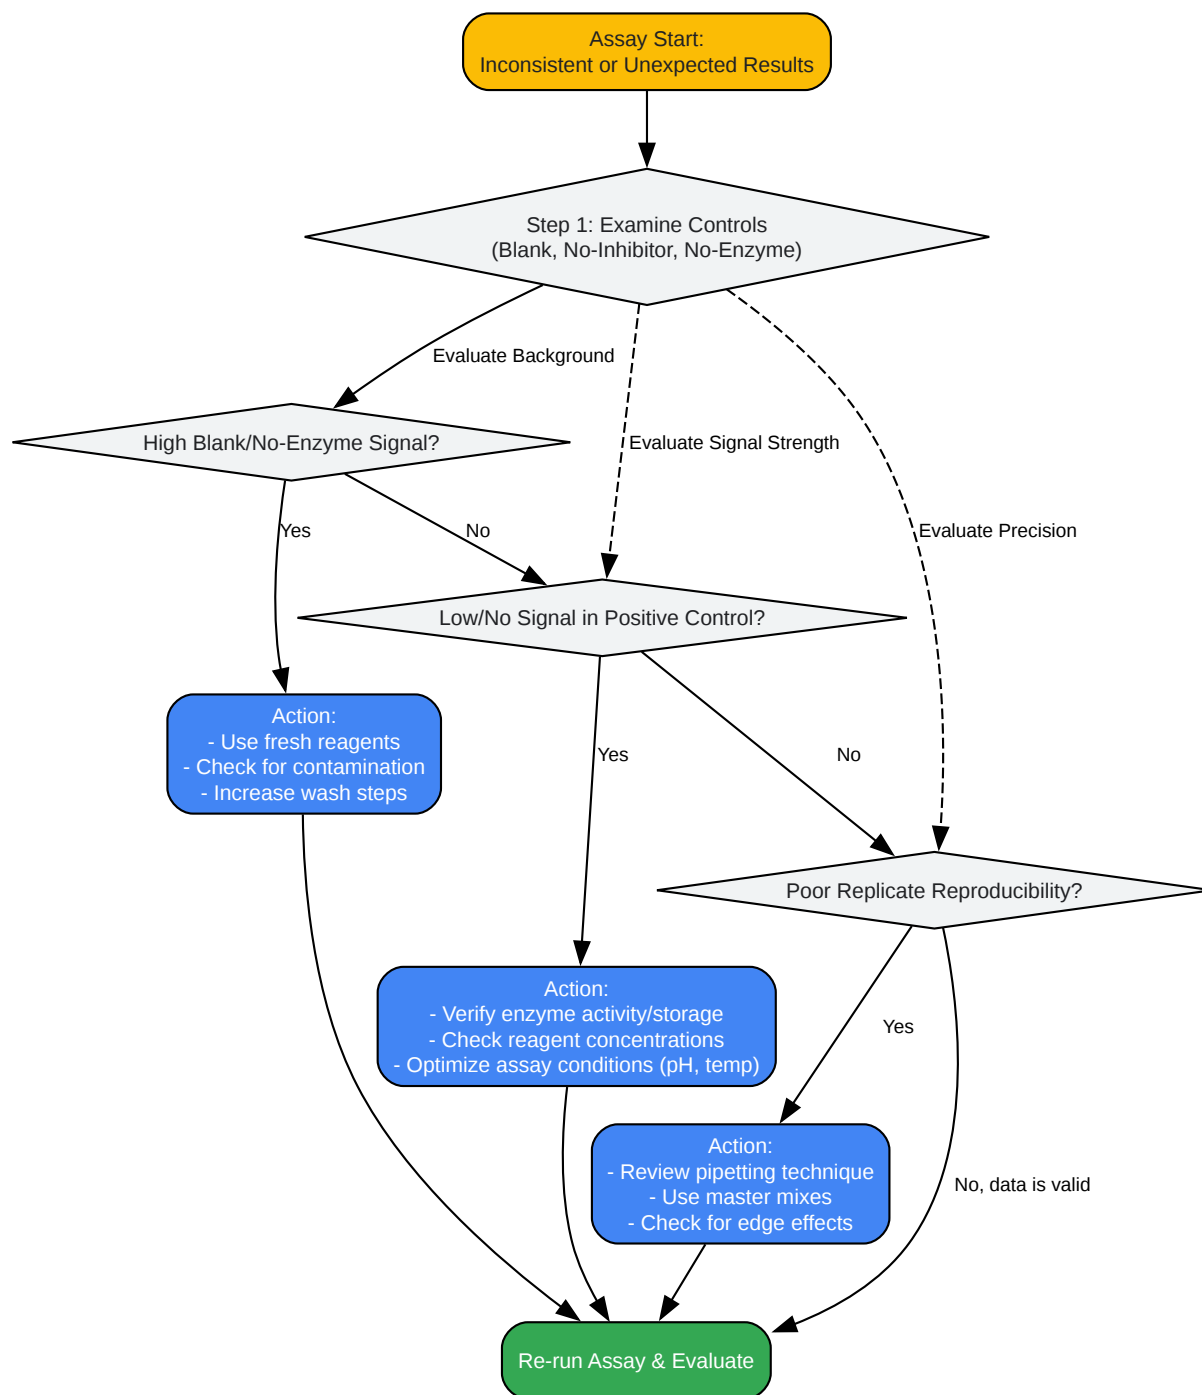 Assay Start:
Inconsistent or Unexpected Results
Step 1: Examine Controls
(Blank, No-Inhibitor, No-Enzyme)
Evaluate Background
High Blank/No-Enzyme Signal?
Evaluate Signal Strength
Yes
No
Evaluate Precision
Low/No Signal in Positive Control?
Action:
- Use fresh reagents
- Check for contamination
- Increase wash steps
Yes
No
Poor Replicate Reproducibility?
Action:
- Verify enzyme activity/storage
- Check reagent concentrations
- Optimize assay conditions (pH, temp)
Yes
Action:
- Review pipetting technique
- Use master mixes
- Check for edge effects
No, data is valid
Re-run Assay & Evaluate